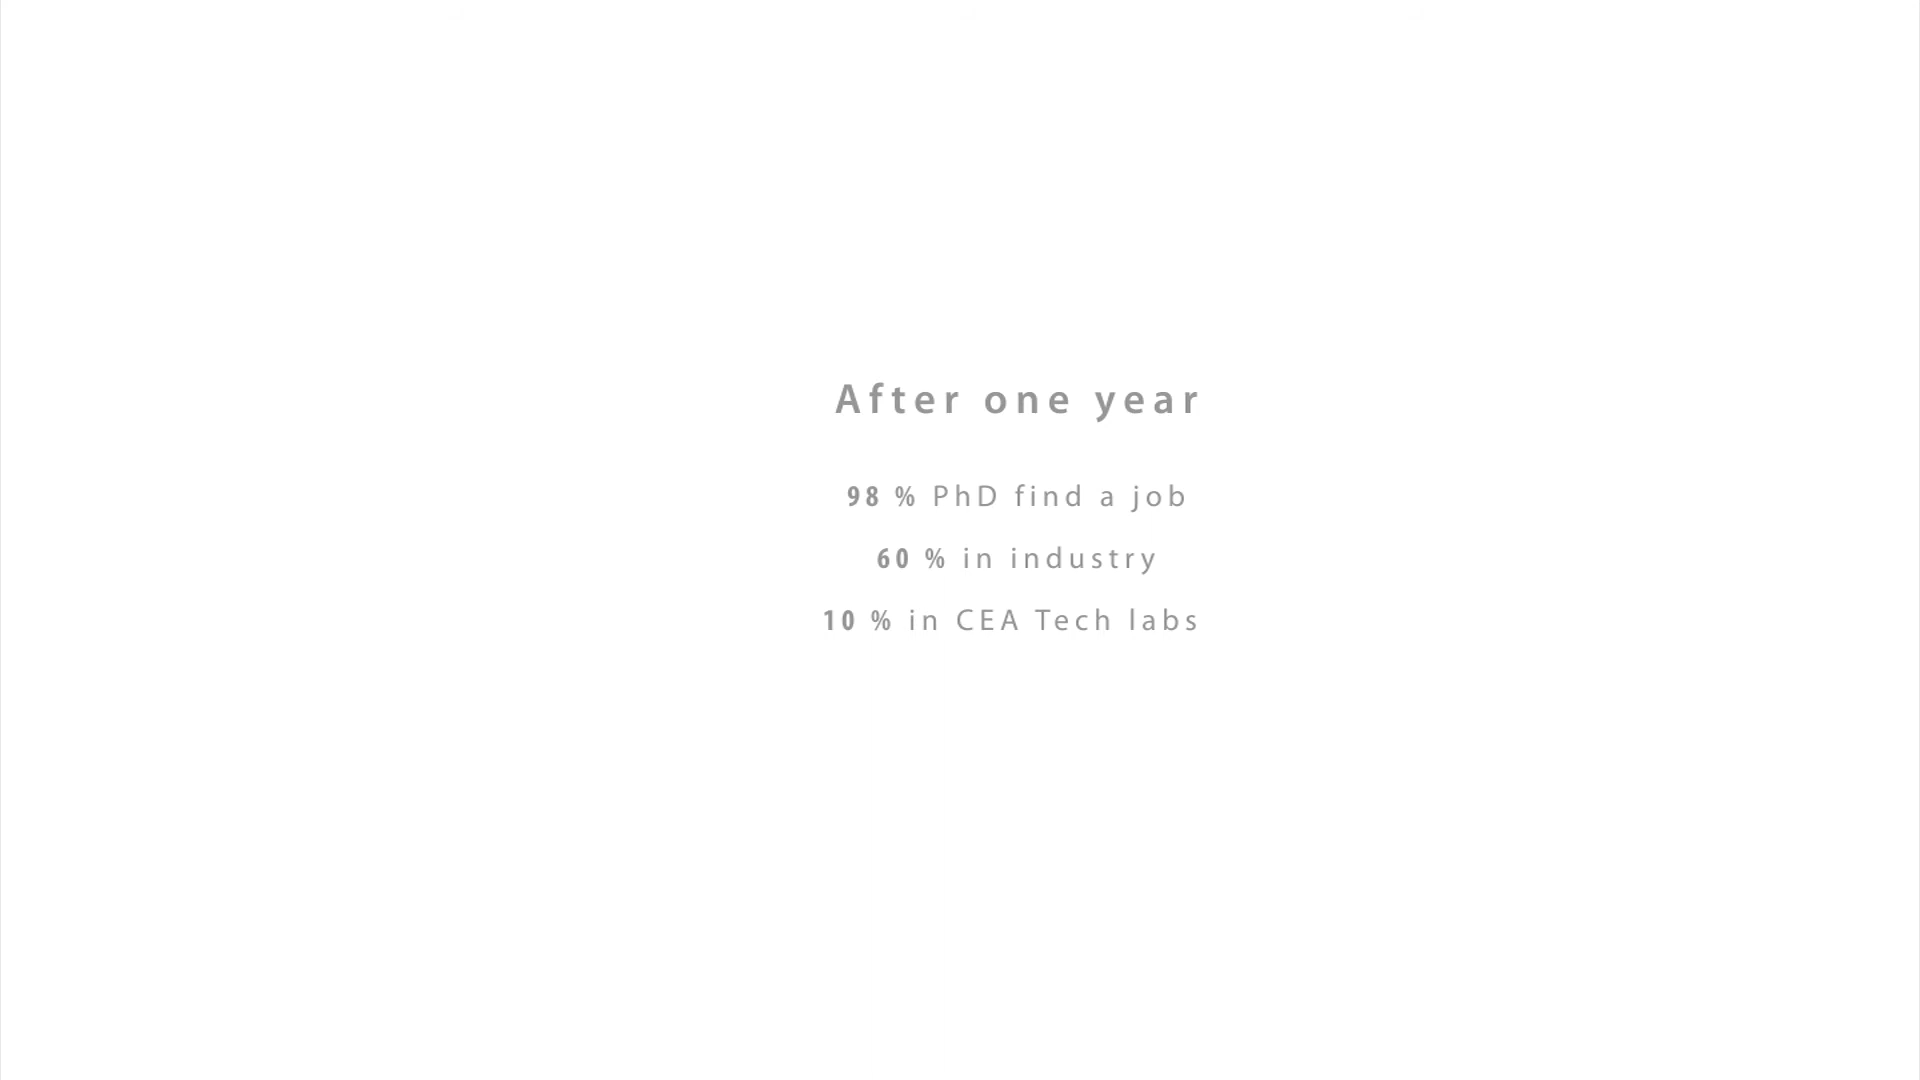 After one year
98 % PhD find a job
60 % in industry
10 % in CEA Tech labs